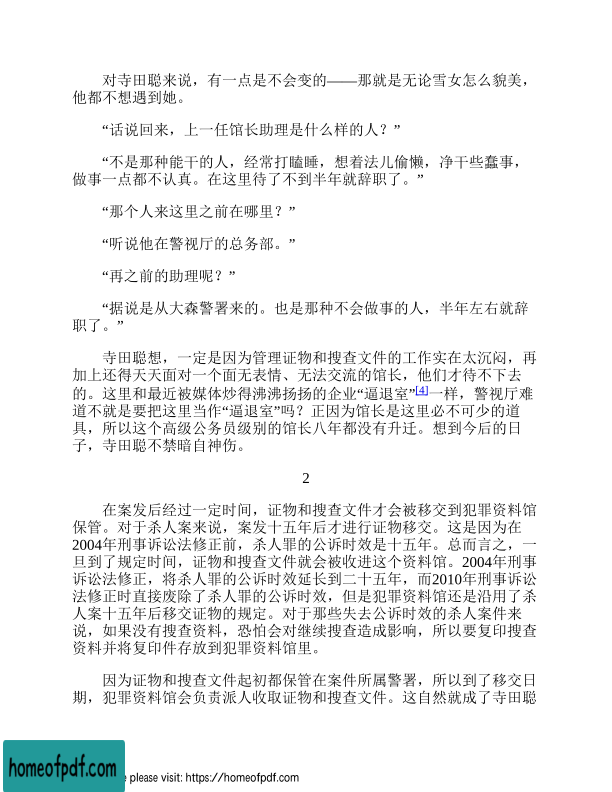 对寺田聪来说，有一点是不会变的——那就是无论雪女怎么貌美，
他都不想遇到她。
“话说回来，上一任馆长助理是什么样的人？”
“不是那种能干的人，经常打瞌睡，想着法儿偷懒，净干些蠢事，
做事一点都不认真。在这里待了不到半年就辞职了。”
“那个人来这里之前在哪里？”
“听说他在警视厅的总务部。”
“再之前的助理呢？”
“据说是从大森警署来的。也是那种不会做事的人，半年左右就辞
职了。”
寺田聪想，一定是因为管理证物和搜查文件的工作实在太沉闷，再
加上还得天天面对一个面无表情、无法交流的馆长，他们才待不下去
的。这里和最近被媒体炒得沸沸扬扬的企业“逼退室”[4]一样，警视厅难
道不就是要把这里当作“逼退室”吗？正因为馆长是这里必不可少的道
具，所以这个高级公务员级别的馆长八年都没有升迁。想到今后的日
子，寺田聪不禁暗自神伤。
2
在案发后经过一定时间，证物和搜查文件才会被移交到犯罪资料馆
保管。对于杀人案来说，案发十五年后才进行证物移交。这是因为在
2004年刑事诉讼法修正前，杀人罪的公诉时效是十五年。总而言之，一
旦到了规定时间，证物和搜查文件就会被收进这个资料馆。2004年刑事
诉讼法修正，将杀人罪的公诉时效延长到二十五年，而2010年刑事诉讼
法修正时直接废除了杀人罪的公诉时效，但是犯罪资料馆还是沿用了杀
人案十五年后移交证物的规定。对于那些失去公诉时效的杀人案件来
说，如果没有搜查资料，恐怕会对继续搜查造成影响，所以要复印搜查
资料并将复印件存放到犯罪资料馆里。
因为证物和搜查文件起初都保管在案件所属警署，所以到了移交日
期，犯罪资料馆会负责派人收取证物和搜查文件。这自然就成了寺田聪
homeofpdf.com
please visit: https://homeofpdf.com